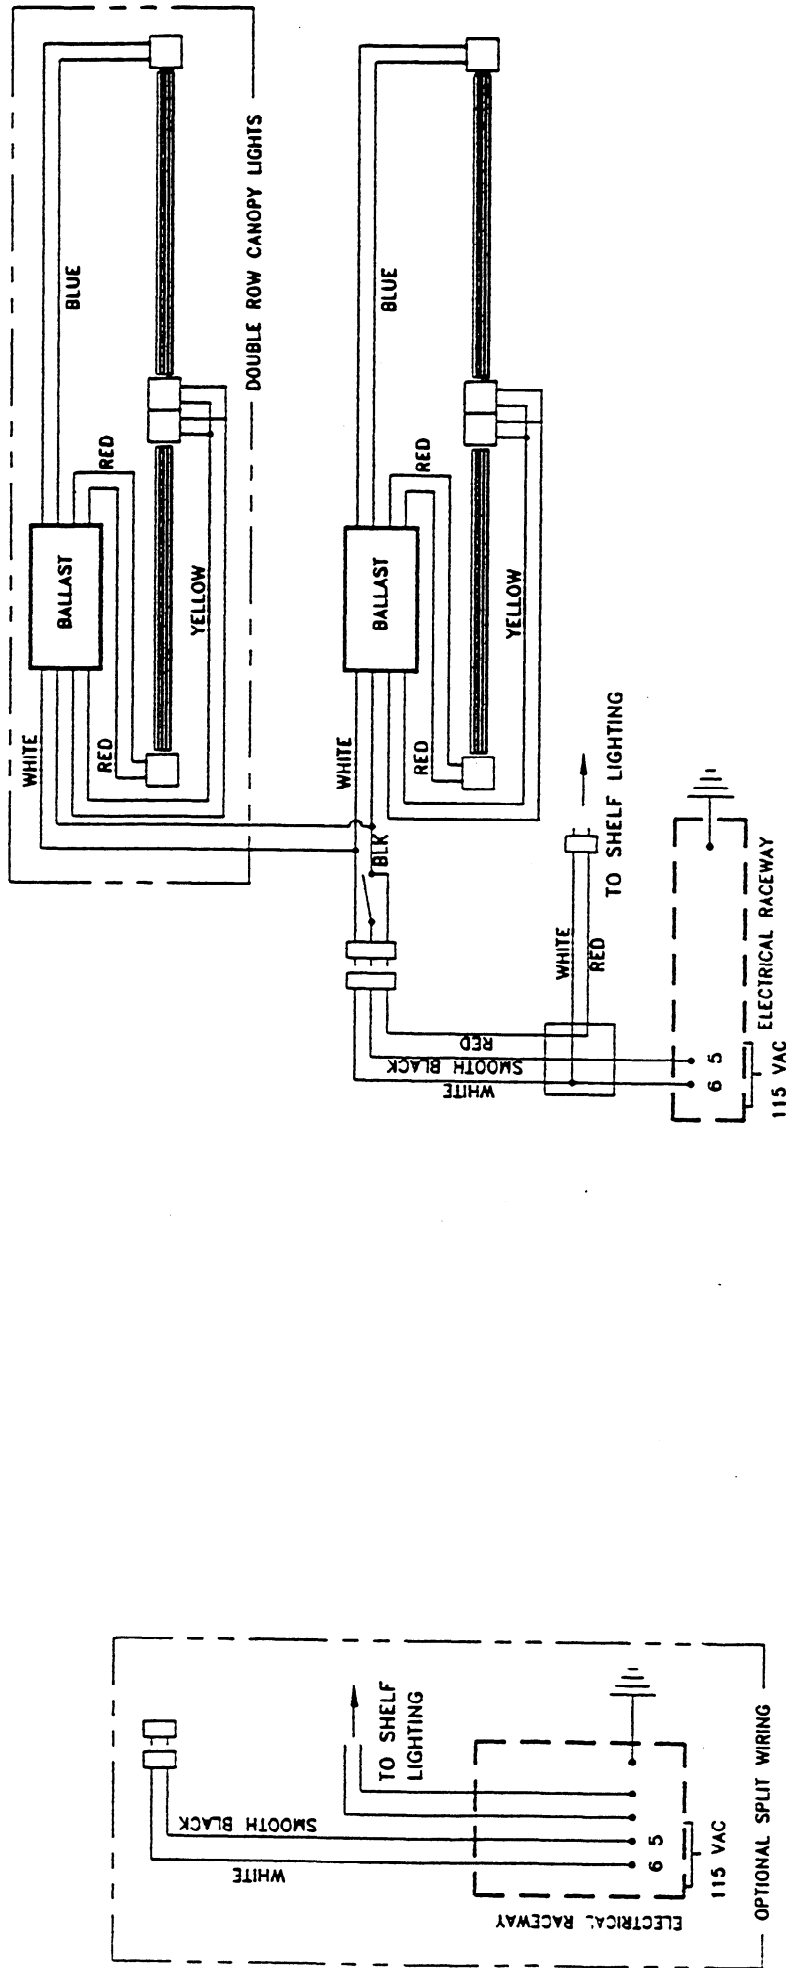 BLUE
DOUBLE ROW CANOPY LIGHTS
RED
BALLAST
YELLOW
WHITE
RED
BLUE
RED
BALLAST
YELLOW
WHITE
RED
BLK
TO SHELF LIGHTING
WHITE
RED
RED
SMOOTH BLACK
WHITE
ELECTRICAL RACEWAY
6 5
115 VAC
TO SHELF
LIGHTING
SMOOTH BLACK
WHITE
6 5
115 VAC
ELECTRICAL RACEWAY
OPTIONAL SPLIT WIRING